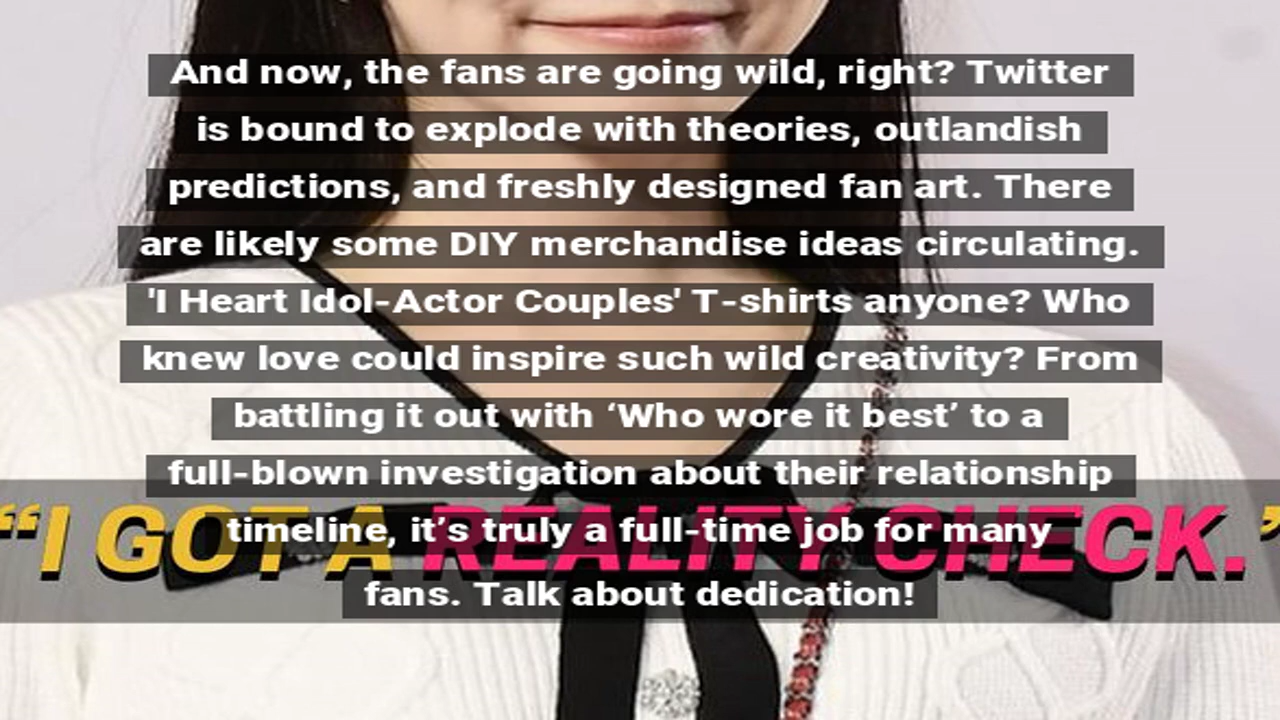 And now, the fans are going wild, right? Twitter
is bound to explode with theories, outlandish
predictions, and freshly designed fan art. There
are likely some DIY merchandise ideas circulating.
'I Heart Idol-Actor Couples' T-shirts anyone? Who
knew love could inspire such wild creativity? From
battling it out with ‘Who wore it best’ to a
full-blown investigation about their relationship
timeline, it’s truly a full-time job for many
“I GOT A REALITY CHECK.”
fans. Talk about dedication!